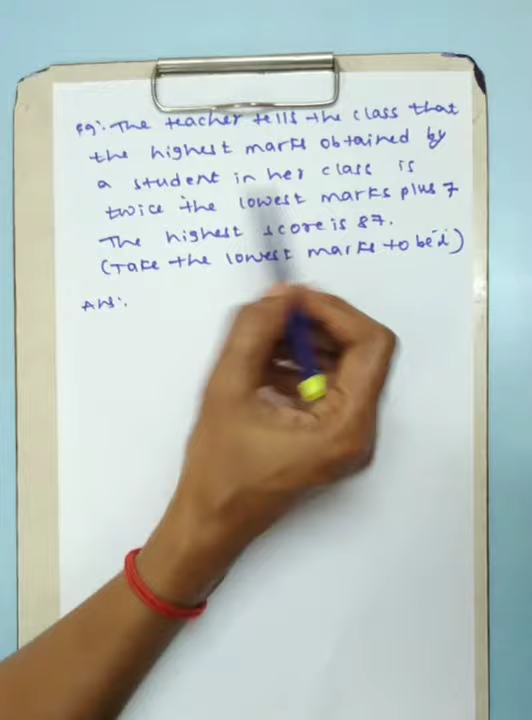 eg:- The teacher tells the class that
the highest marks obtained by
a student in her class is
twice the lowest marks plus 7
The highest score is 87.
(Take the lowest marks to be 'l')
Ans:.